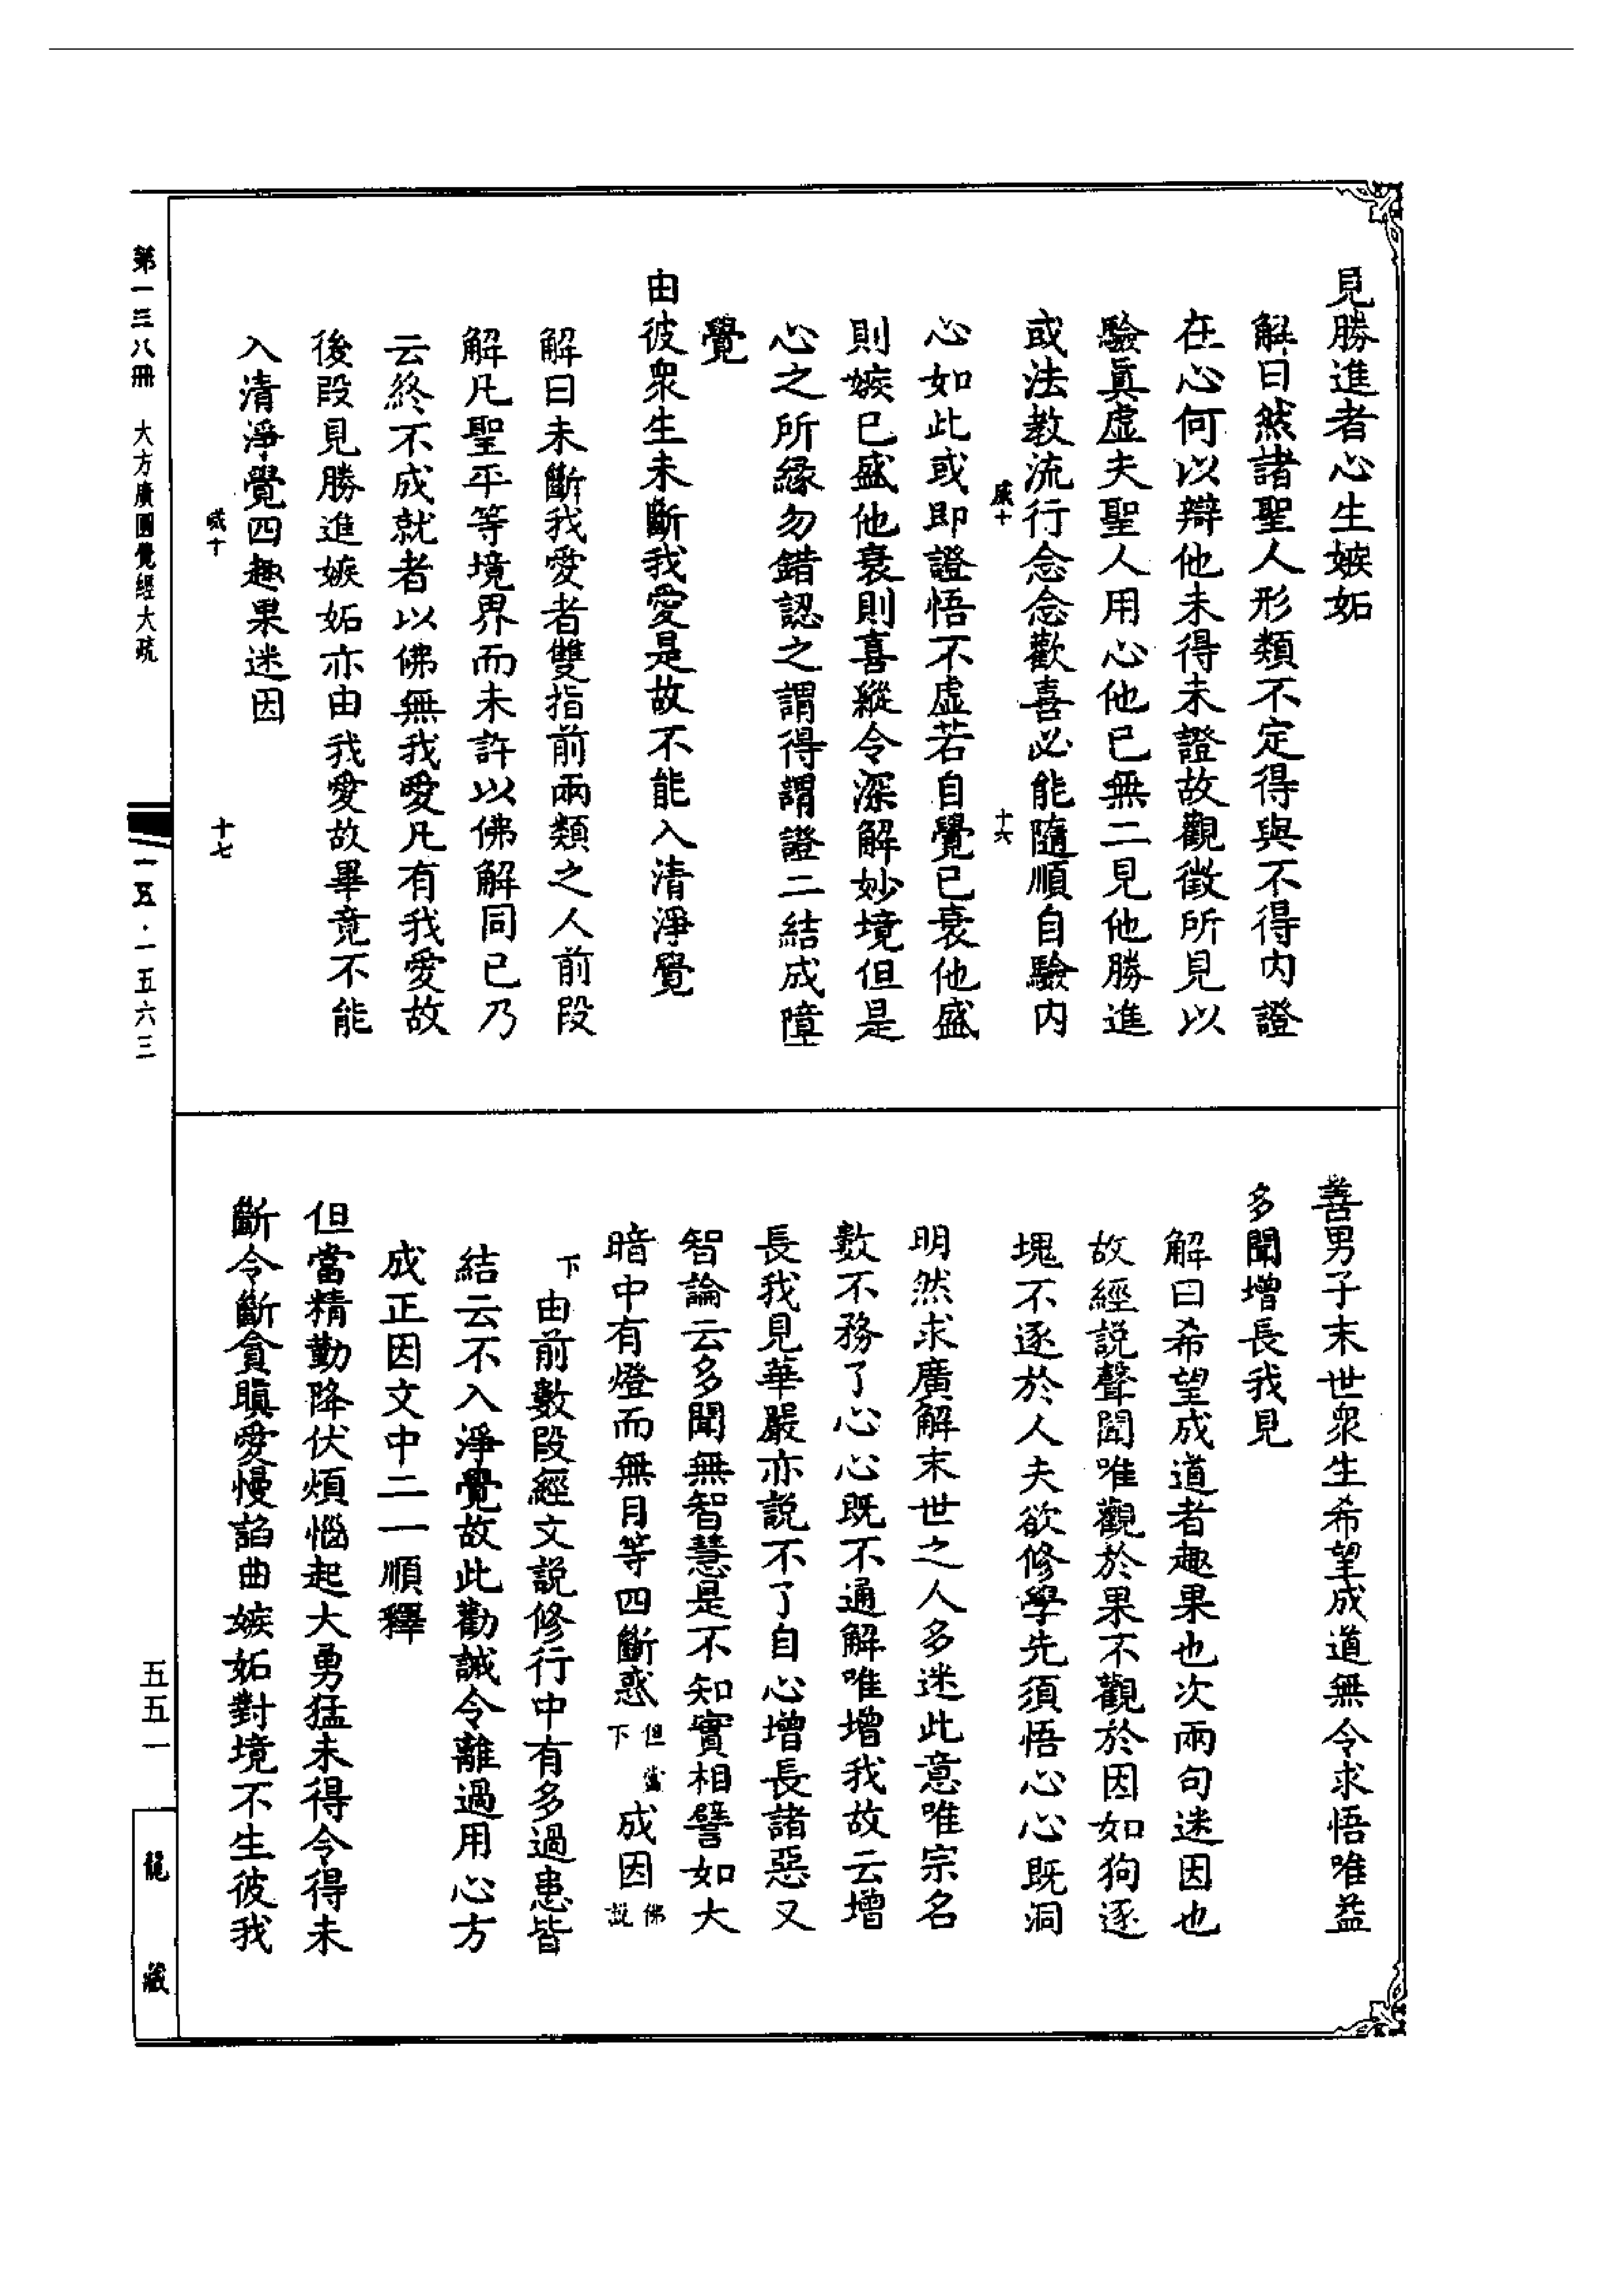 見勝進者心生嫉妬
解曰然諸聖人形類不定得與不得內證
在心何以辯他未得未證故觀徵所見以
驗眞虛夫聖人用心他已無二見他勝進
或法教流行念念歡喜必能隨順自驗內
十六
心如此或即證悟不虛若自覺已衰他盛
則嫉已盛他衰則喜縱令深解妙境但是
心之所緣勿錯認之謂得謂證二結成障
覺
由彼衆生未斷我愛是故不能入清淨覺
解曰未斷我愛者雙指前兩類之人前段
解凡聖平等境界而未許以佛解同已乃
云終不成就者以佛無我愛凡有我愛故
後段見勝進嫉妬亦由我愛故畢竟不能
入清淨覺四趣果迷因
十七
善男子末世衆生希望成道無令求悟唯益
多聞增長我見
解曰希望成道者趣果也次兩句迷因也
故經説聲聞唯觀於果不觀於因如狗逐
塊不逐於人夫欲修學先須悟心心既洞
明然求廣解末世之人多迷此意唯宗名
數不務了心心既不通解唯增我故云增
長我見華嚴亦説不了自心增長諸惡又
智論云多聞無智慧是不知實相譬如大
暗中有燈而無目等四斷惑但當下成因佛説
下由前數段經文説修行中有多過患皆
結云不入淨覺故此勸誡令離過用心方
成正因文中二一順釋
但當精勤降伏煩惱起大勇猛未得令得未
斷令斷貪瞋愛慢諂曲嫉妬對境不生彼我
第一三八冊 大方廣圓覺經大疏
一五·一五六三
五五一
龍藏